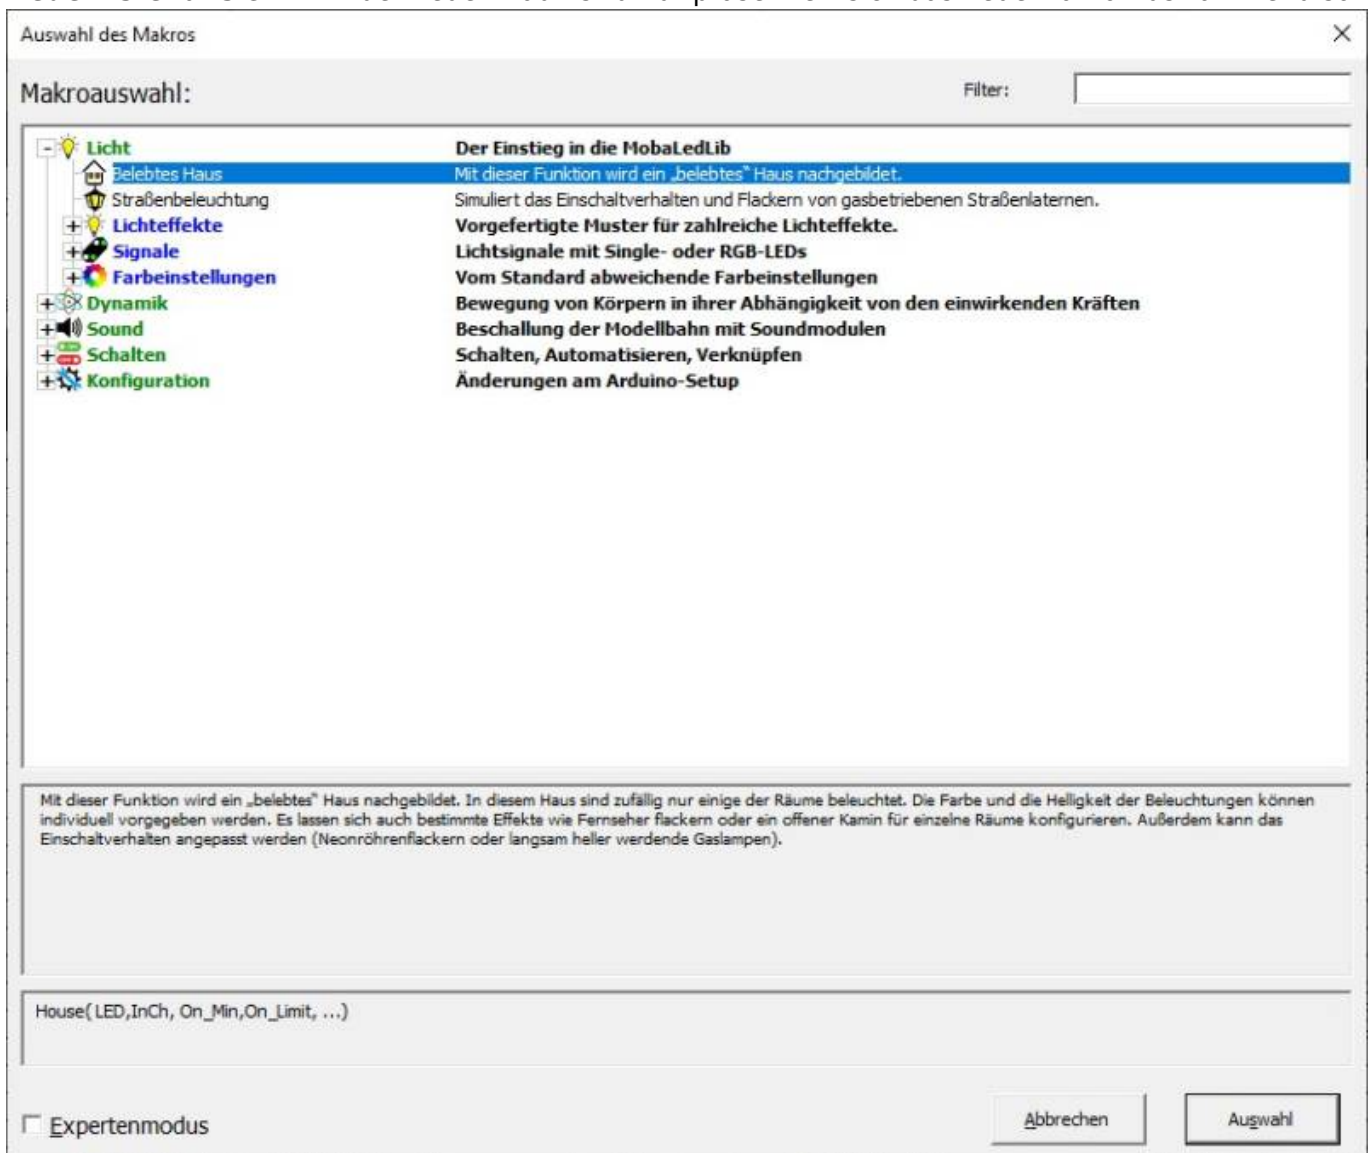 Auswahl des Makros
Makroauswahl:
Filter:
Licht Der Einstieg in die MobaLedLib
Belebtes Haus Mit dieser Funktion wird ein „belebtes“ Haus nachgebildet.
Straßenbeleuchtung Simuliert das Einschaltverhalten und Flackern von gasbetriebenen Straßenlaternen.
Lichteffekte Vorgefertigte Muster für zahlreiche Lichteffekte.
Signale Lichtsignale mit Single- oder RGB-LEDs
Farbeinstellungen Vom Standard abweichende Farbeinstellungen
Dynamik Bewegung von Körpern in ihrer Abhängigkeit von den einwirkenden Kräften
Sound Beschallung der Modellbahn mit Soundmodulen
Schalten Schalten, Automatisieren, Verknüpfen
Konfiguration Änderungen am Arduino-Setup
Mit dieser Funktion wird ein „belebtes“ Haus nachgebildet. In diesem Haus sind zufällig nur einige der Räume beleuchtet. Die Farbe und die Helligkeit der Beleuchtungen können
individuell vorgegeben werden. Es lassen sich auch bestimmte Effekte wie Fernseher flackern oder ein offener Kamin für einzelne Räume konfigurieren. Außerdem kann das
Einschaltverhalten angepasst werden (Neonröhrenflackern oder langsam heller werdende Gaslampen).
House( LED,InCh, On_Min,On_Limit, ...)
Expertenmodus
Abbrechen
Auswahl